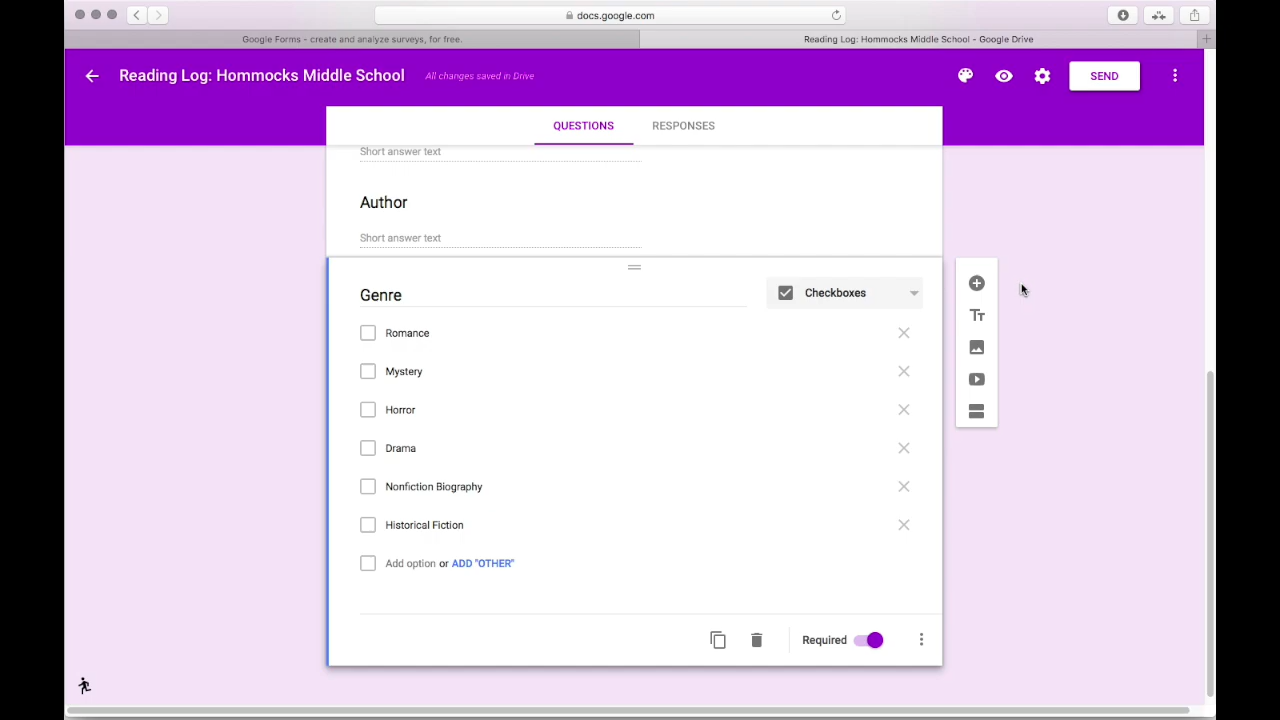 docs.google.com
Google Forms - create and analyze surveys, for free.
Reading Log: Hommocks Middle School - Google Drive
Reading Log: Hommocks Middle School
All changes saved in Drive
SEND
QUESTIONS
RESPONSES
Short answer text
Author
Short answer text
Genre
Checkboxes
Romance
Mystery
Horror
Drama
Nonfiction Biography
Historical Fiction
Add option or ADD "OTHER"
Required